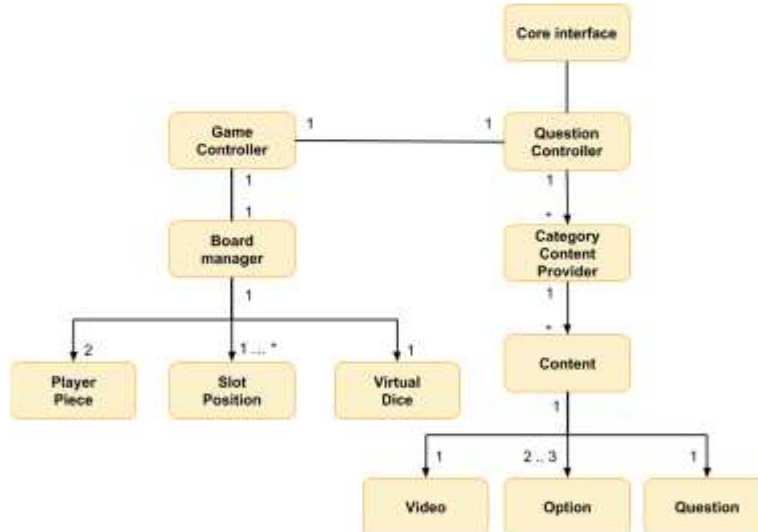 Core interface
Game
Controller
1
1
Question
Controller
1
1
1
*
Board
manager
Category
Content
Provider
1
1
2
1 ... *
1
*
Player
Piece
Slot
Position
Virtual
Dice
Content
1
1
2 .. 3
1
Video
Option
Question